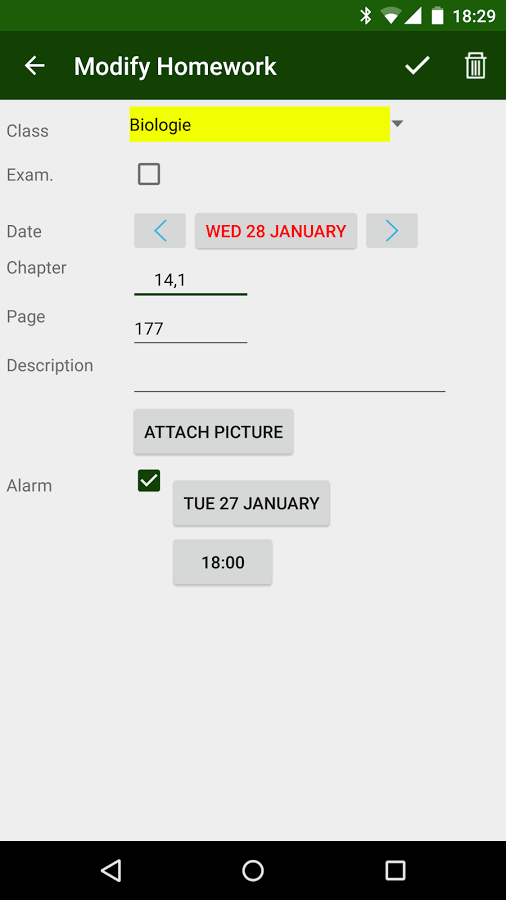 18:29
Modify Homework
Class
Biologie
Exam.
Date
WED 28 JANUARY
Chapter
14,1
Page
177
Description
ATTACH PICTURE
Alarm
TUE 27 JANUARY
18:00